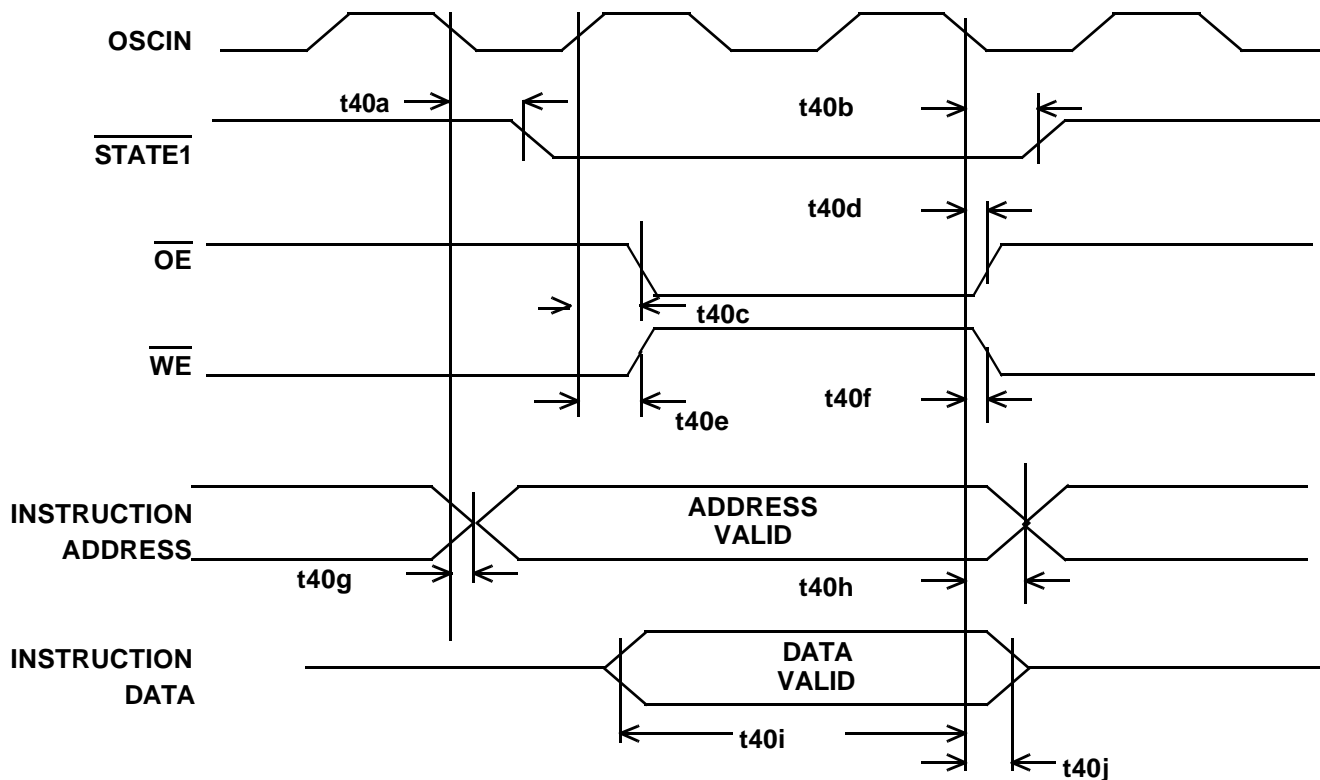 OSCIN
t40a
t40b
STATE1
t40d
OE
t40c
WE
t40f
t40e
INSTRUCTION
ADDRESS
ADDRESS
VALID
t40g
t40h
INSTRUCTION
DATA
DATA
VALID
t40i
t40j